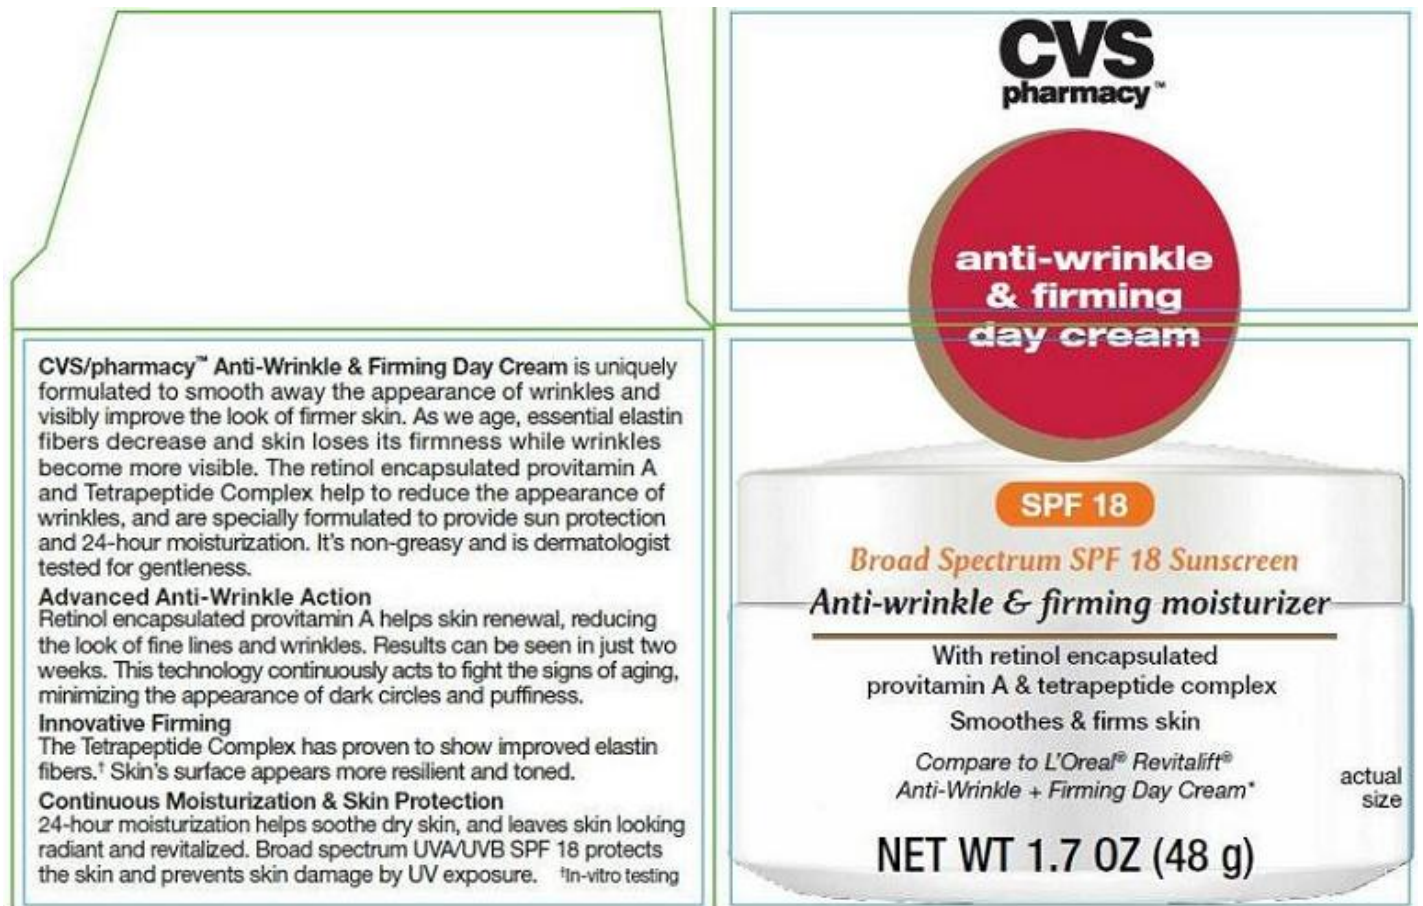 CVS
pharmacy™
anti-wrinkle
& firming
day cream
SPF 18
Broad Spectrum SPF 18 Sunscreen
Anti-wrinkle & firming moisturizer
With retinol encapsulated
provitamin A & tetrapeptide complex
Smoothes & firms skin
Compare to L'Oreal® Revitalift®
Anti-Wrinkle + Firming Day Cream*
actual
size
NET WT 1.7 OZ (48 g)
CVS/pharmacy™ Anti-Wrinkle & Firming Day Cream is uniquely
formulated to smooth away the appearance of wrinkles and
visibly improve the look of firmer skin. As we age, essential elastin
fibers decrease and skin loses its firmness while wrinkles
become more visible. The retinol encapsulated provitamin A
and Tetrapeptide Complex help to reduce the appearance of
wrinkles, and are specially formulated to provide sun protection
and 24-hour moisturization. It's non-greasy and is dermatologist
tested for gentleness.
Advanced Anti-Wrinkle Action
Retinol encapsulated provitamin A helps skin renewal, reducing
the look of fine lines and wrinkles. Results can be seen in just two
weeks. This technology continuously acts to fight the signs of aging,
minimizing the appearance of dark circles and puffiness.
Innovative Firming
The Tetrapeptide Complex has proven to show improved elastin
fibers.† Skin's surface appears more resilient and toned.
Continuous Moisturization & Skin Protection
24-hour moisturization helps soothe dry skin, and leaves skin looking
radiant and revitalized. Broad spectrum UVA/UVB SPF 18 protects
the skin and prevents skin damage by UV exposure. ‡In-vitro testing